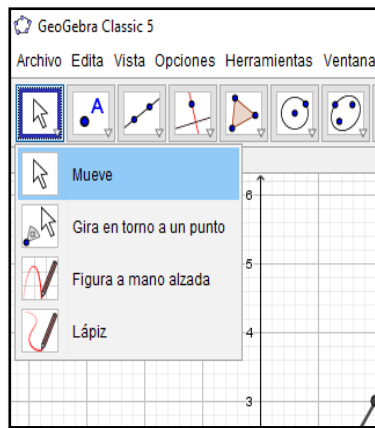 GeoGebra Classic 5
Archivo Edita Vista Opciones Herramientas Ventana
A
Mueve
Gira en torno a un punto
Figura a mano alzada
Lápiz
6
5
4
3